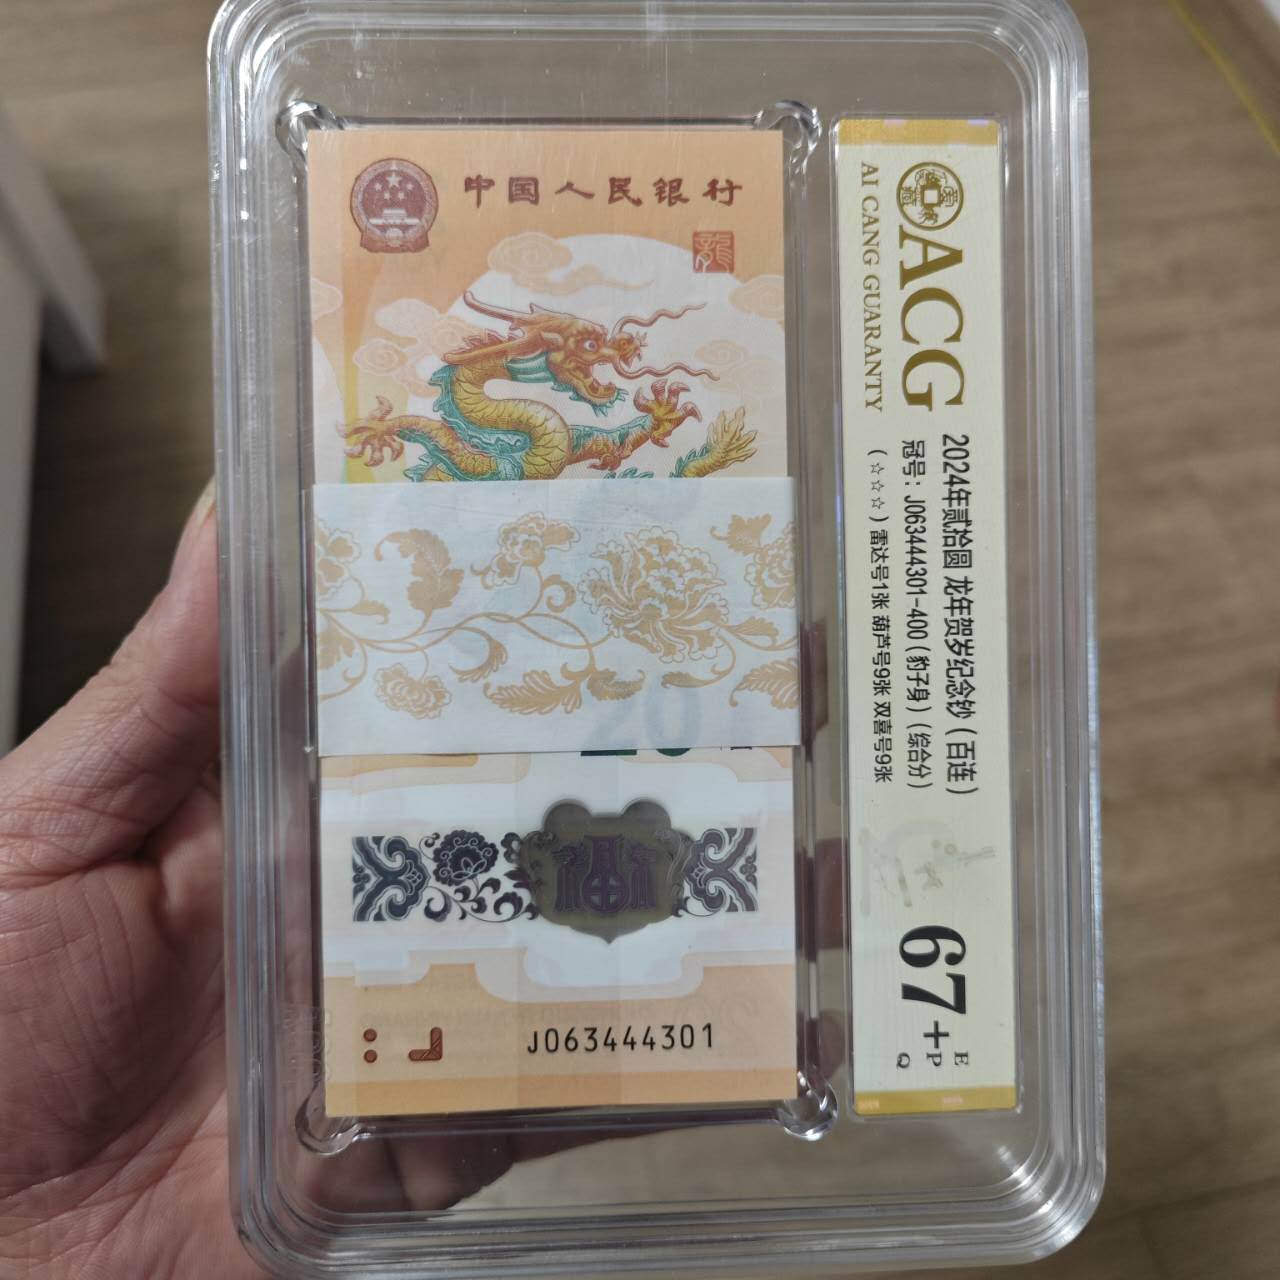 中国人民银行
龍
20
J063444301
ACG
AI CANG GUARANTY
2024年贰拾圆 龙年贺岁纪念钞（百连）
冠号：J063444301-400（豹子身）（综合分）
（☆☆☆）雷达号1张 葫芦号9张 双喜号9张
67+
E
P
Q